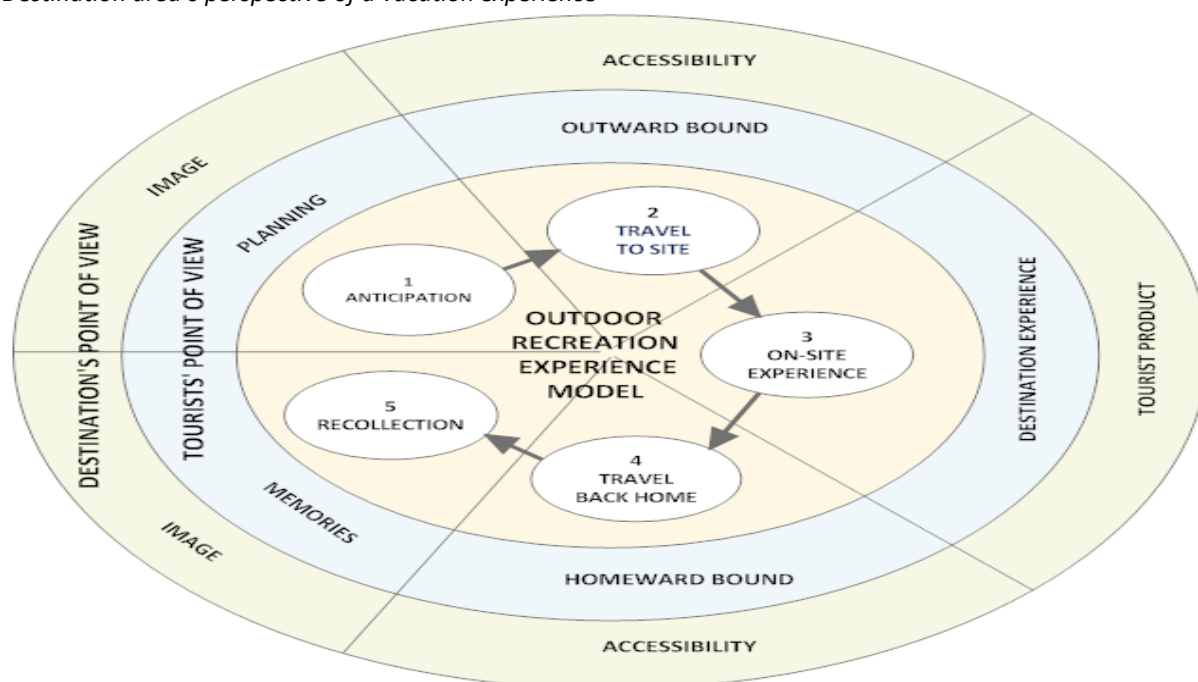 Destination area's perspective of a vacation experience
ACCESSIBILITY
OUTWARD BOUND
IMAGE
PLANNING
DESTINATION'S POINT OF VIEW
TOURISTS' POINT OF VIEW
1
ANTICIPATION
2
TRAVEL
TO SITE
OUTDOOR
RECREATION
EXPERIENCE
MODEL
3
ON-SITE
EXPERIENCE
DESTINATION EXPERIENCE
TOURIST PRODUCT
5
RECOLLECTION
4
TRAVEL
BACK HOME
MEMORIES
IMAGE
HOMEWARD BOUND
ACCESSIBILITY